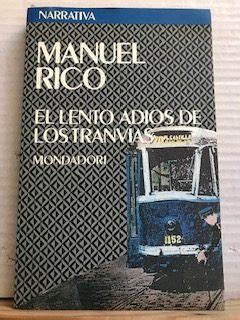 NARRATIVA
MANUEL
RICO
EL LENTO ADIOS DE
LOS TRANVIAS
MONDADORI
1152